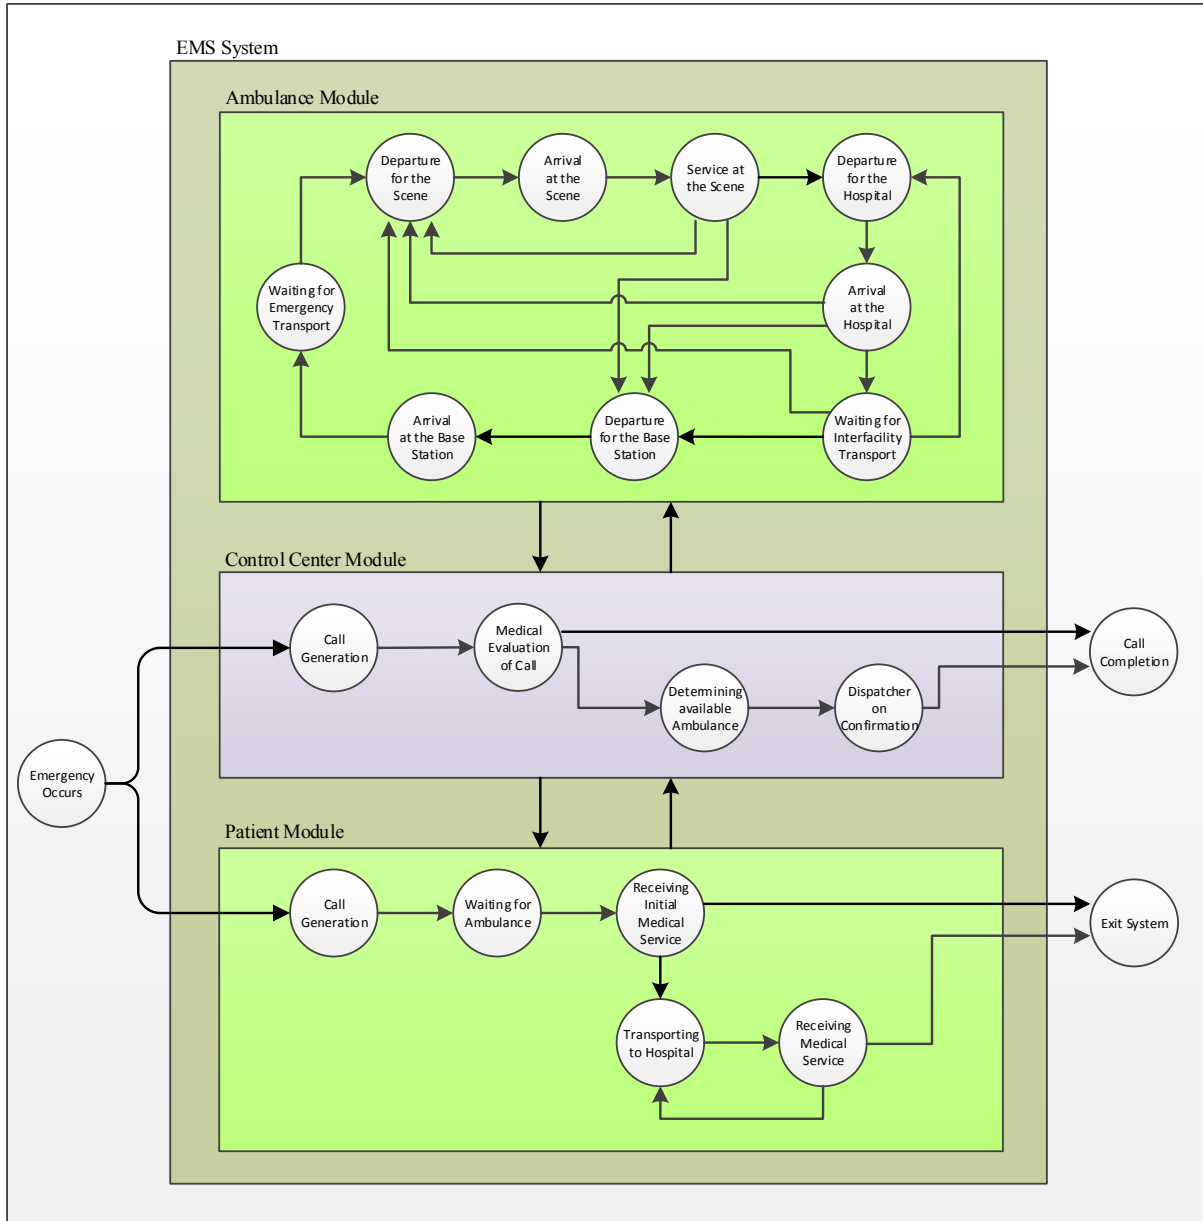 EMS System
Ambulance Module
Departure
for the
Scene
Arrival
at the
Scene
Service at
the Scene
Departure
for the
Hospital
Waiting for
Emergency
Transport
Arrival
at the
Hospital
Arrival
at the Base
Station
Departure
for the Base
Station
Waiting for
Interfacility
Transport
Control Center Module
Call
Generation
Medical
Evaluation
of Call
Determining
available
Ambulance
Dispatcher
on
Confirmation
Call
Completion
Emergency
Occurs
Patient Module
Call
Generation
Waiting for
Ambulance
Receiving
Initial
Medical
Service
Exit System
Transporting
to Hospital
Receiving
Medical
Service